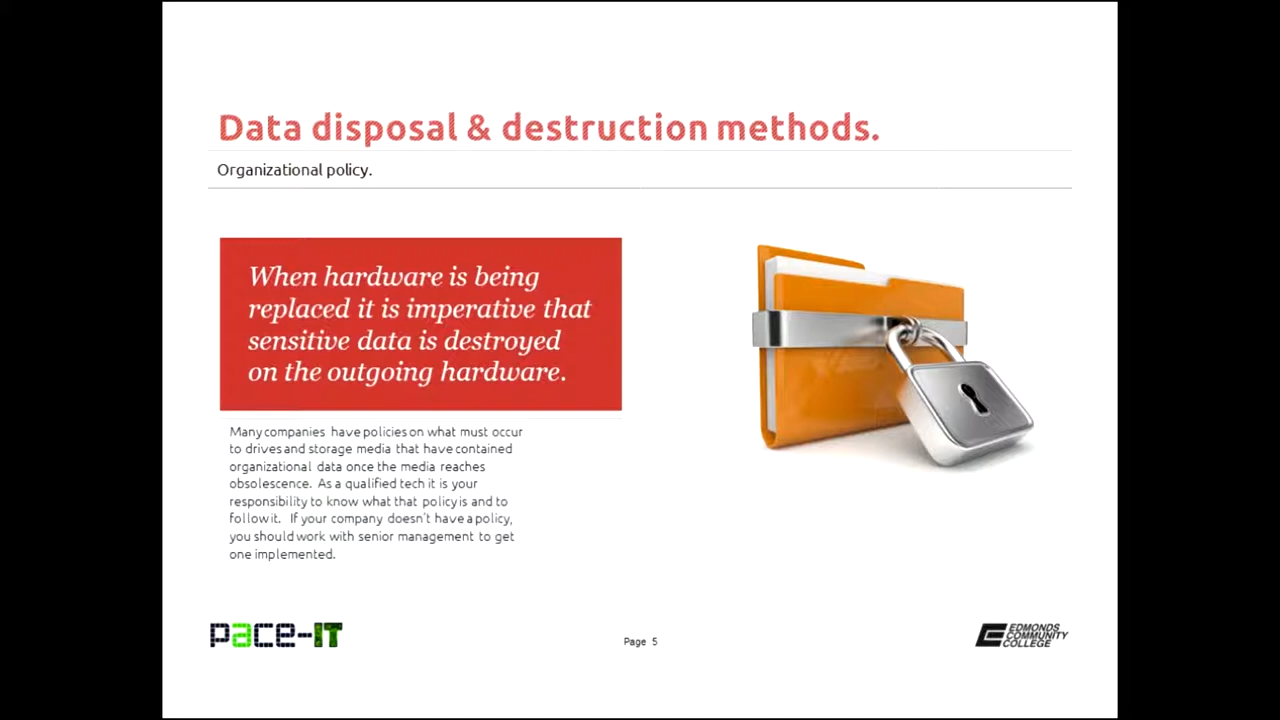 Data disposal & destruction methods.
Organizational policy.
When hardware is being
replaced it is imperative that
sensitive data is destroyed
on the outgoing hardware.
Many companies have policies on what must occur
to drives and storage media that have contained
organizational data once the media reaches
obsolescence. As a qualified tech it is your
responsibility to know what that policy is and to
follow it. If your company doesn't have a policy,
you should work with senior management to get
one implemented.
pace-IT
Page 5
EDMONDS
COMMUNITY
COLLEGE